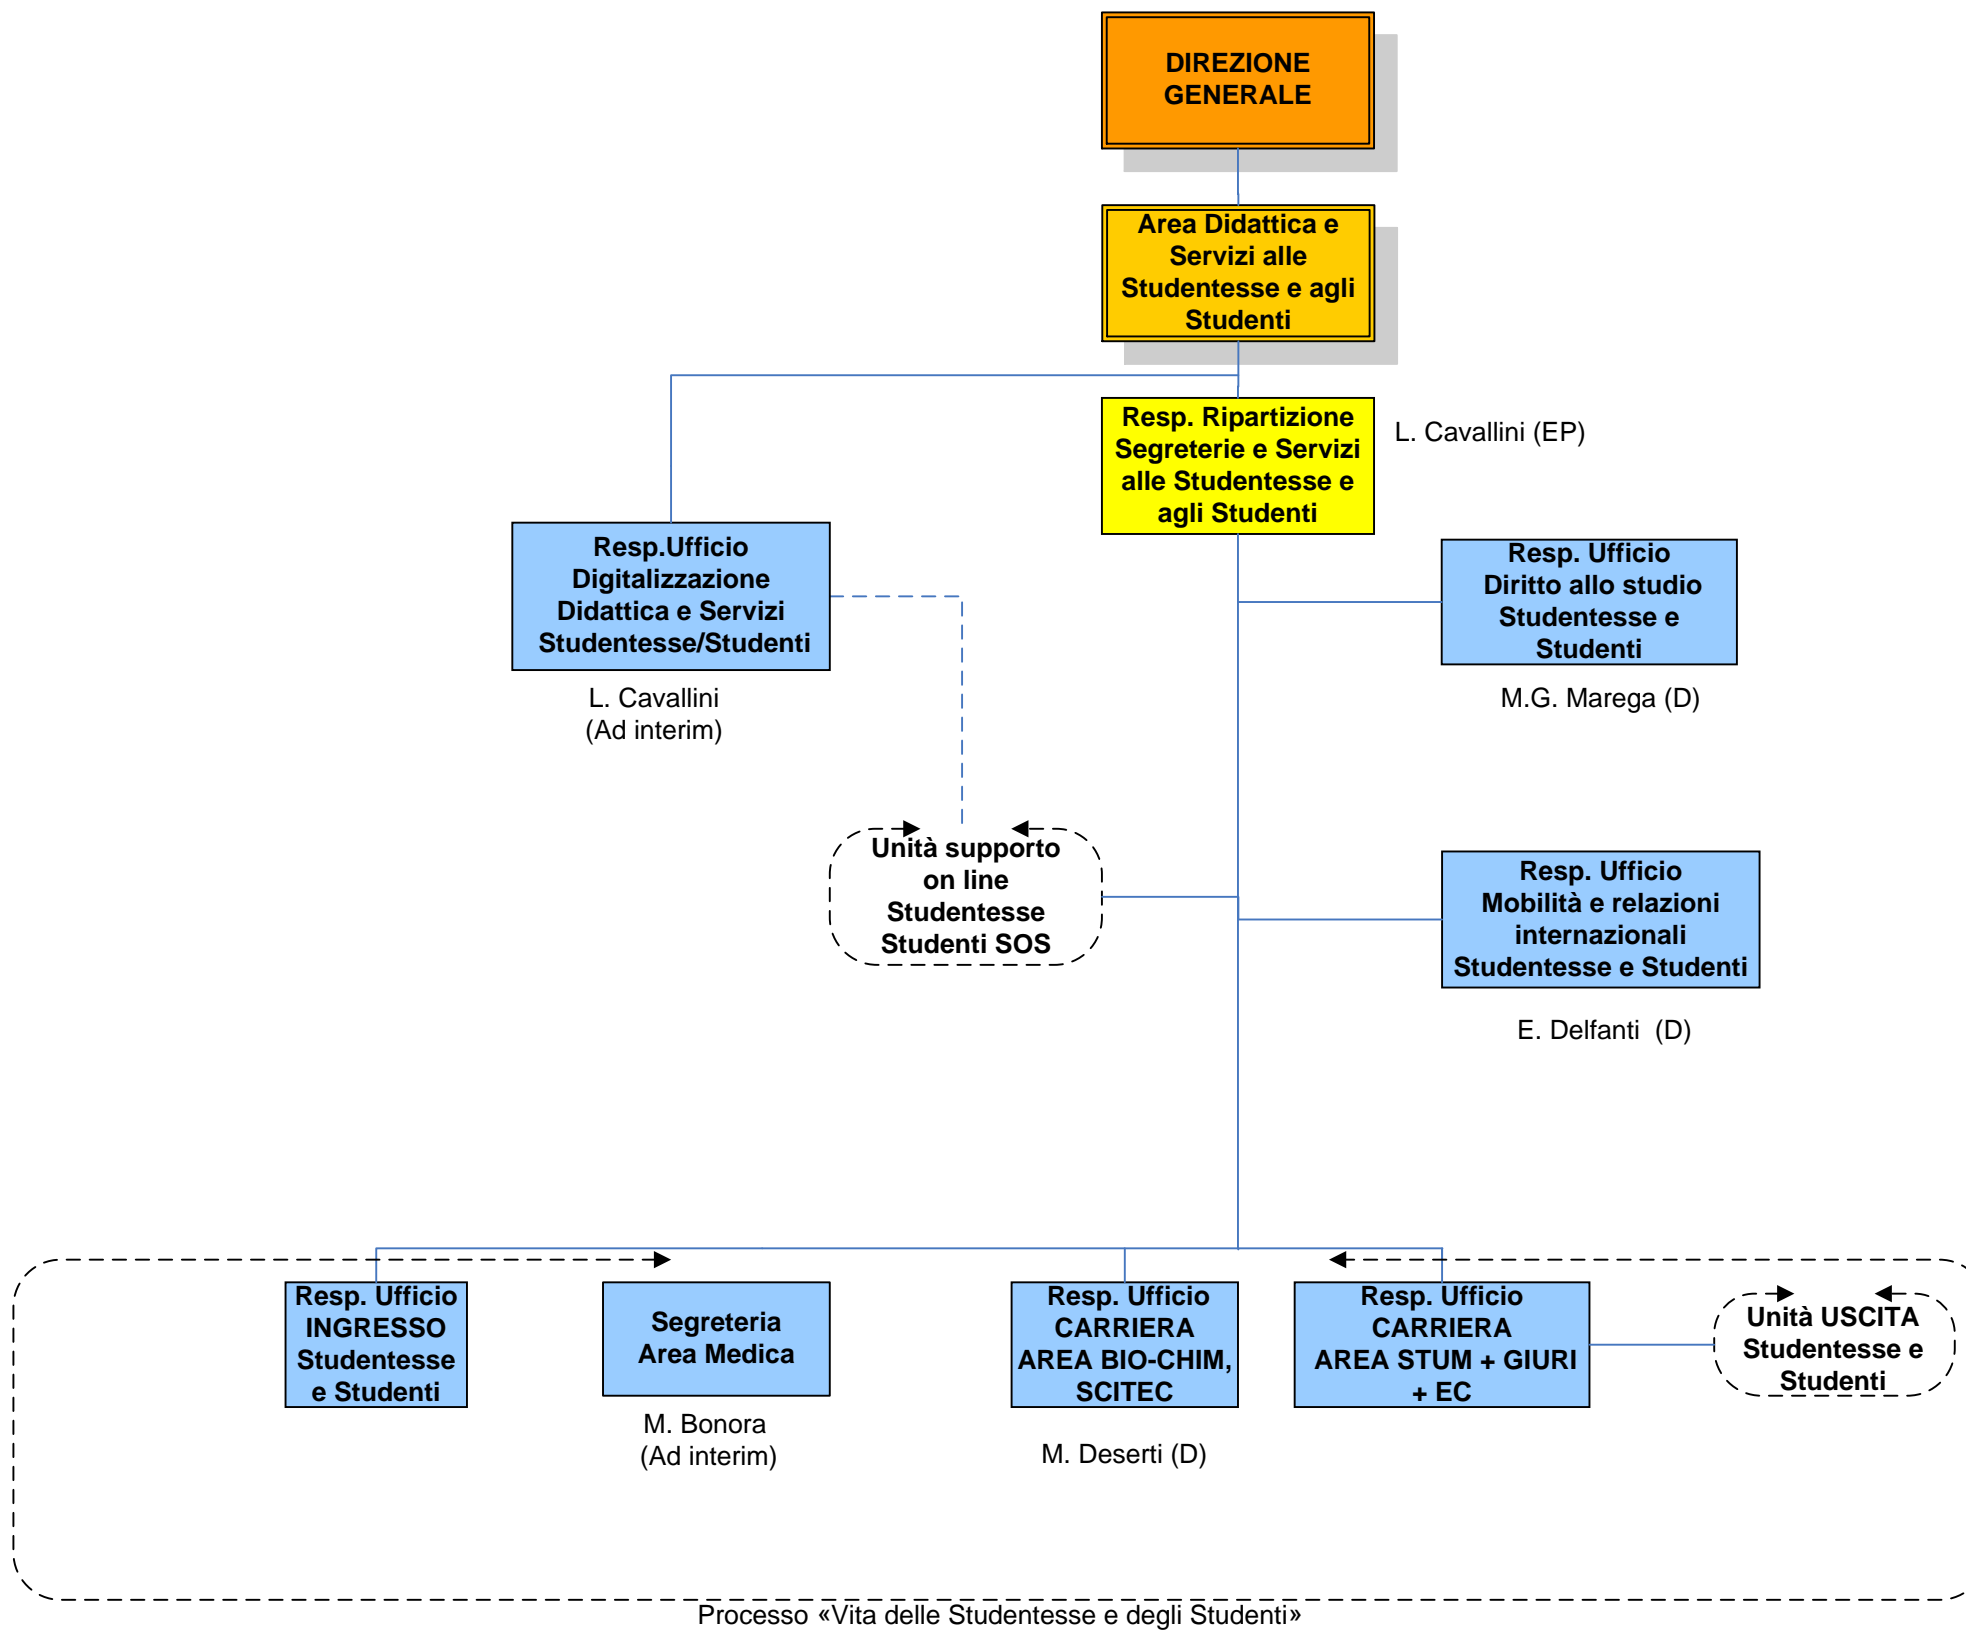 DIREZIONE
GENERALE
Area Didattica e
Servizi alle
Studentesse e agli
Studenti
Resp. Ripartizione
Segreterie e Servizi
alle Studentesse e
agli Studenti
L. Cavallini (EP)
Resp.Ufficio
Digitalizzazione
Didattica e Servizi
Studentesse/Studenti
L. Cavallini
(Ad interim)
Resp. Ufficio
Diritto allo studio
Studentesse e
Studenti
M.G. Marega (D)
Unità supporto
on line
Studentesse
Studenti SOS
Resp. Ufficio
Mobilità e relazioni
internazionali
Studentesse e Studenti
E. Delfanti (D)
Resp. Ufficio
INGRESSO
Studentesse
e Studenti
Segreteria
Area Medica
M. Bonora
(Ad interim)
Resp. Ufficio
CARRIERA
AREA BIO-CHIM,
SCITEC
M. Deserti (D)
Resp. Ufficio
CARRIERA
AREA STUM + GIURI
+ EC
Unità USCITA
Studentesse e
Studenti
Processo «Vita delle Studentesse e degli Studenti»